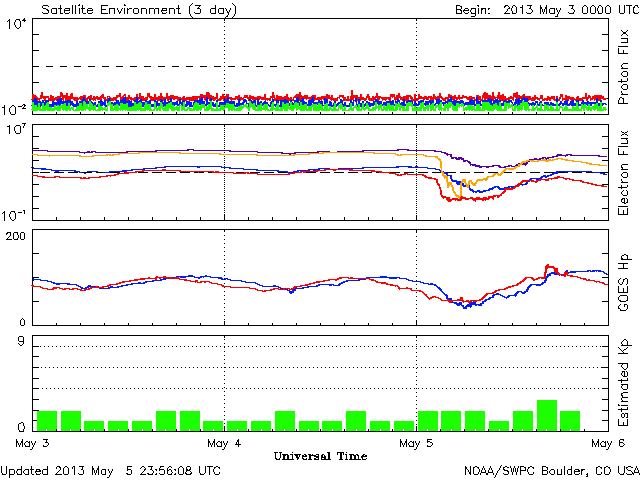 Satellite Environment (3 day) Begin: 2013 May 3 0000 UTC
10^4
10^-2
Proton Flux
10^7
10^-1
Electron Flux
200
0
GOES Hp
9
0
Estimated Kp
May 3 May 4 May 5 May 6
Universal Time
Updated 2013 May 5 23:56:08 UTC NOAA/SWPC Boulder, CO USA